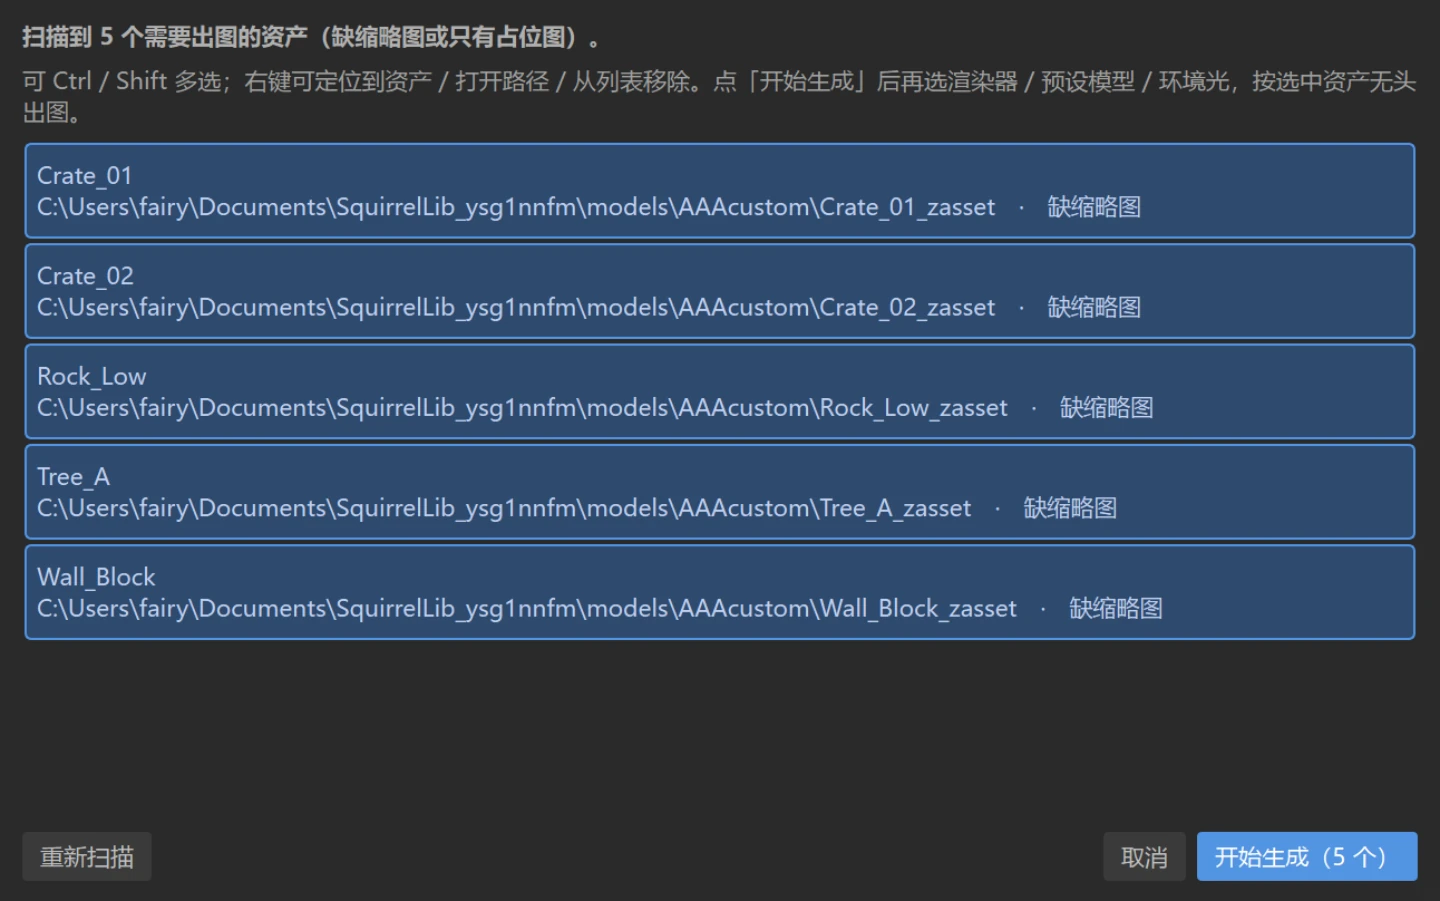 扫描到 5 个需要出图的资产（缺缩略图或只有占位图）。
可 Ctrl / Shift 多选；右键可定位到资产 / 打开路径 / 从列表移除。点「开始生成」后再选渲染器 / 预设模型 / 环境光，按选中资产无头
出图。
Crate_01
C:\Users\fairy\Documents\SquirrelLib_ysg1nnfm\models\AAAcustom\Crate_01_zasset · 缺缩略图
Crate_02
C:\Users\fairy\Documents\SquirrelLib_ysg1nnfm\models\AAAcustom\Crate_02_zasset · 缺缩略图
Rock_Low
C:\Users\fairy\Documents\SquirrelLib_ysg1nnfm\models\AAAcustom\Rock_Low_zasset · 缺缩略图
Tree_A
C:\Users\fairy\Documents\SquirrelLib_ysg1nnfm\models\AAAcustom\Tree_A_zasset · 缺缩略图
Wall_Block
C:\Users\fairy\Documents\SquirrelLib_ysg1nnfm\models\AAAcustom\Wall_Block_zasset · 缺缩略图
重新扫描 取消 开始生成（5 个）